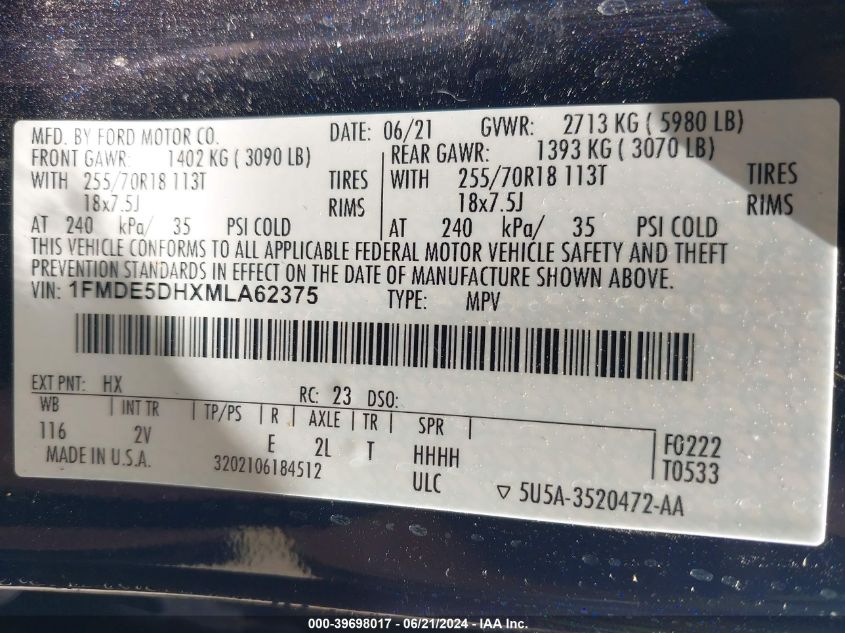 MFD. BY FORD MOTOR CO. DATE: 06/21 GVWR: 2713 KG ( 5980 LB)
FRONT GAWR: 1402 KG ( 3090 LB) REAR GAWR: 1393 KG ( 3070 LB)
WITH 255/70R18 113T TIRES WITH 255/70R18 113T TIRES
18x7.5J RIMS 18x7.5J RIMS
AT 240 kPa/ 35 PSI COLD AT 240 kPa/ 35 PSI COLD
THIS VEHICLE CONFORMS TO ALL APPLICABLE FEDERAL MOTOR VEHICLE SAFETY AND THEFT
PREVENTION STANDARDS IN EFFECT ON THE DATE OF MANUFACTURE SHOWN ABOVE.
VIN: 1FMDE5DHXMLA62375 TYPE: MPV
EXT PNT: HX RC: 23 DSO:
WB INT TR TP/PS R AXLE TR SPR
116 2V E 2L T HHHH F0222
MADE IN U.S.A. 3202106184512 ULC T0533
▽ 5U5A-3520472-AA
000-39698017 - 06/21/2024 - IAA Inc.